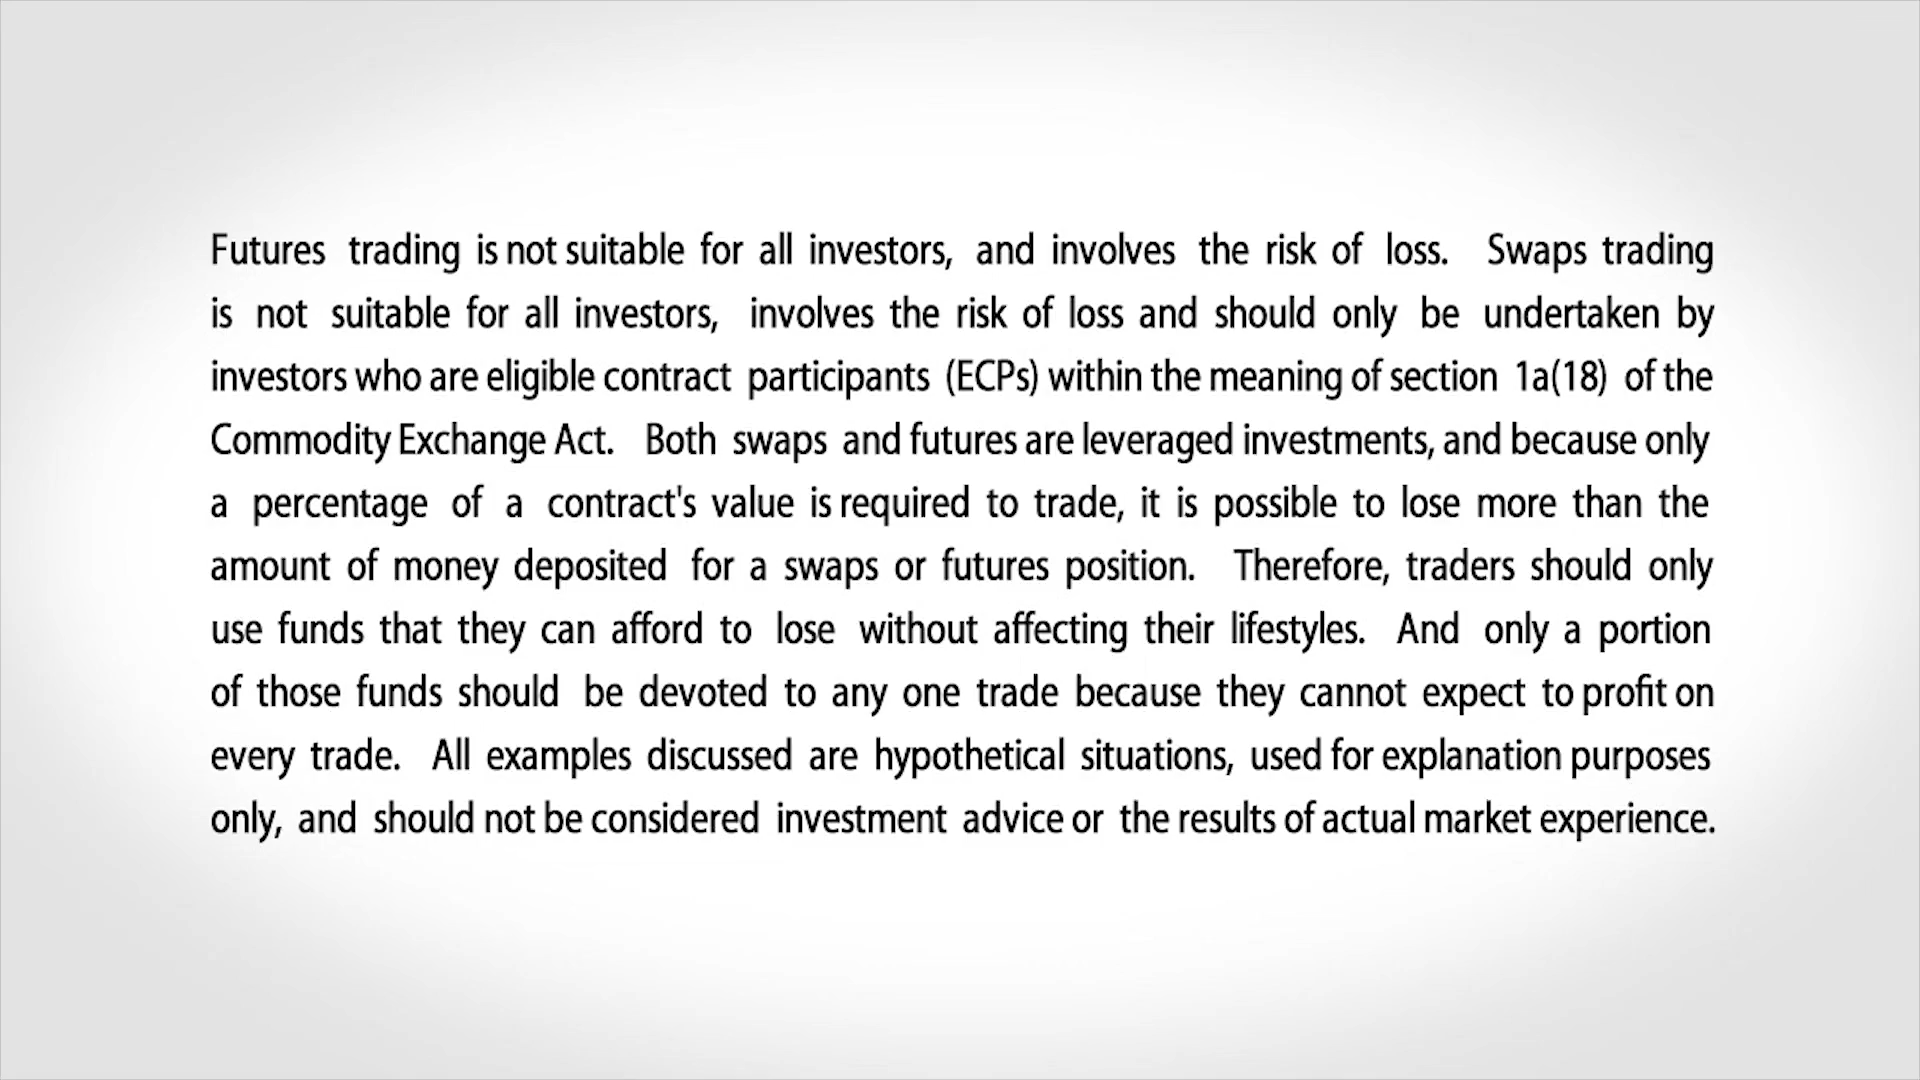 Futures trading is not suitable for all investors, and involves the risk of loss. Swaps trading
is not suitable for all investors, involves the risk of loss and should only be undertaken by
investors who are eligible contract participants (ECPs) within the meaning of section 1a(18) of the
Commodity Exchange Act. Both swaps and futures are leveraged investments, and because only
a percentage of a contract's value is required to trade, it is possible to lose more than the
amount of money deposited for a swaps or futures position. Therefore, traders should only
use funds that they can afford to lose without affecting their lifestyles. And only a portion
of those funds should be devoted to any one trade because they cannot expect to profit on
every trade. All examples discussed are hypothetical situations, used for explanation purposes
only, and should not be considered investment advice or the results of actual market experience.